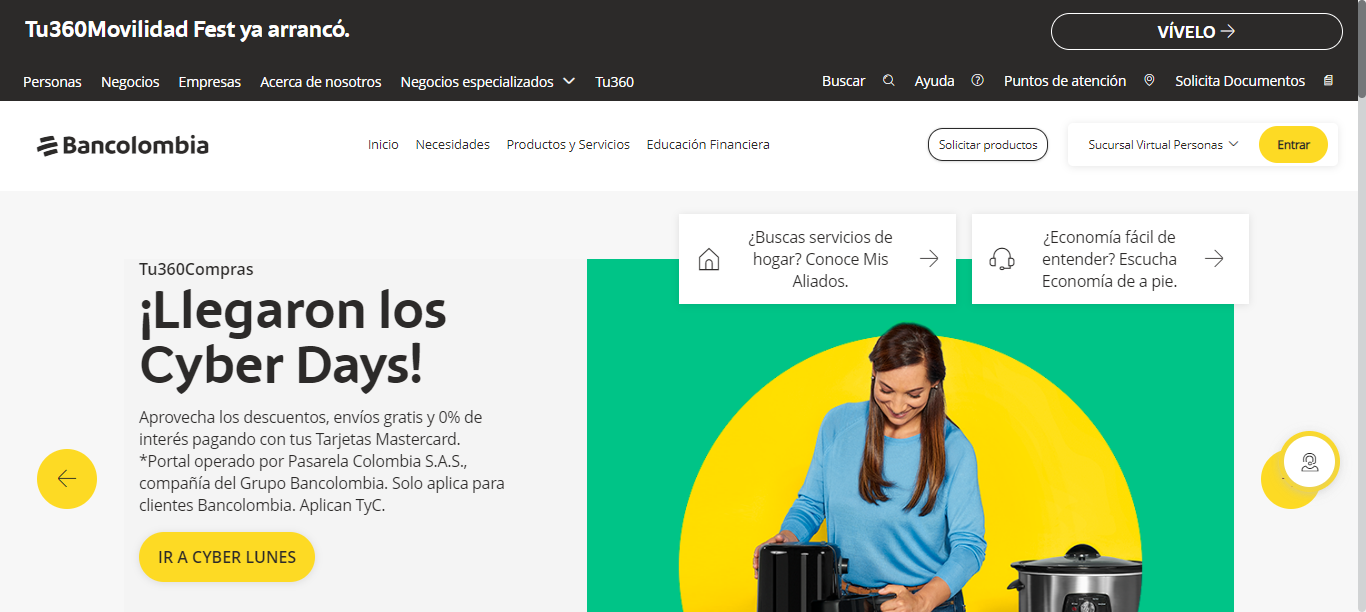 Tu360Movilidad Fest ya arrancó.
VÍVELO
Personas Negocios Empresas Acerca de nosotros Negocios especializados Tu360
Buscar Ayuda Puntos de atención Solicita Documentos
Bancolombia
Inicio Necesidades Productos y Servicios Educación Financiera
Solicitar productos
Sucursal Virtual Personas
Entrar
¿Buscas servicios de
hogar? Conoce Mis
Aliados.
¿Economía fácil de
entender? Escucha
Economía de a pie.
Tu360Compras
¡Llegaron los
Cyber Days!
Aprovecha los descuentos, envíos gratis y 0% de
interés pagando con tus Tarjetas Mastercard.
*Portal operado por Pasarela Colombia S.A.S.,
compañía del Grupo Bancolombia. Solo aplica para
clientes Bancolombia. Aplican TyC.
IR A CYBER LUNES